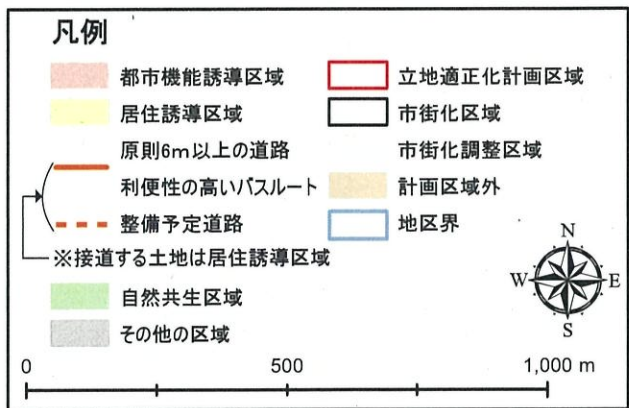 凡例
都市機能誘導区域
居住誘導区域
原則6m以上の道路
利便性の高いバスルート
整備予定道路
※接道する土地は居住誘導区域
自然共生区域
その他の区域
立地適正化計画区域
市街化区域
市街化調整区域
計画区域外
地区界
N
W E
S
0 500 1,000 m